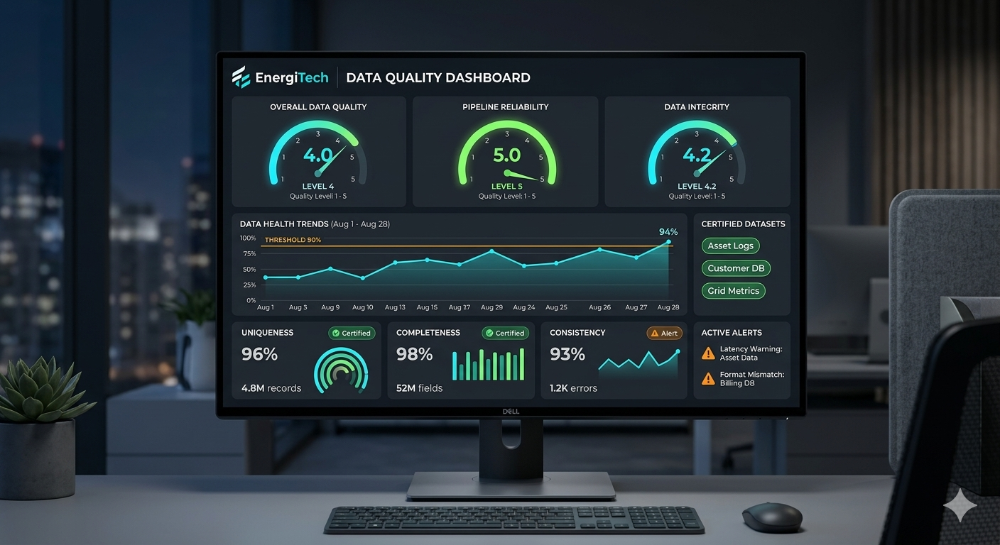 EnergiTech
DATA QUALITY DASHBOARD
OVERALL DATA QUALITY
1
1
2
3
4
5
5
4.0
LEVEL 4
Quality Level: 1 - 5
PIPELINE RELIABILITY
1
1
2
3
4
5
5
5.0
LEVEL 5
Quality Level: 1 - 5
DATA INTEGRITY
1
1
2
3
4
5
5
4.2
LEVEL 4.2
Quality Level: 1 - 5
DATA HEALTH TRENDS (Aug 1 - Aug 28)
100%
75%
50%
25%
0%
THRESHOLD 90%
94%
Aug 1 Aug 5 Aug 9 Aug 10 Aug 13 Aug 15 Aug 17 Aug 29 Aug 24 Aug 25 Aug 26 Aug 27 Aug 28
CERTIFIED DATASETS
Asset Logs
Customer DB
Grid Metrics
UNIQUENESS
Certified
96%
4.8M records
COMPLETENESS
Certified
98%
52M fields
CONSISTENCY
Alert
93%
1.2K errors
ACTIVE ALERTS
Latency Warning:
Asset Data
Format Mismatch:
Billing D8
DELL